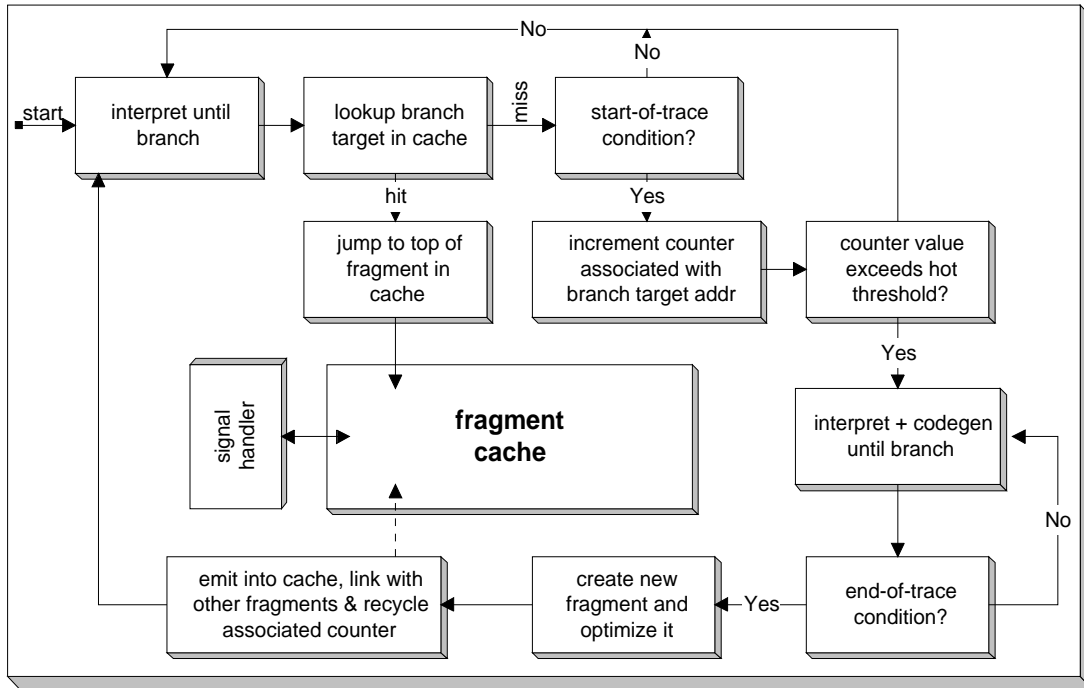 No
No
start
interpret until
branch
lookup branch
target in cache
miss
start-of-trace
condition?
hit
Yes
jump to top of
fragment in
cache
increment counter
associated with
branch target addr
counter value
exceeds hot
threshold?
Yes
signal
handler
fragment
cache
interpret + codegen
until branch
No
emit into cache, link with
other fragments & recycle
associated counter
create new
fragment and
optimize it
Yes
end-of-trace
condition?